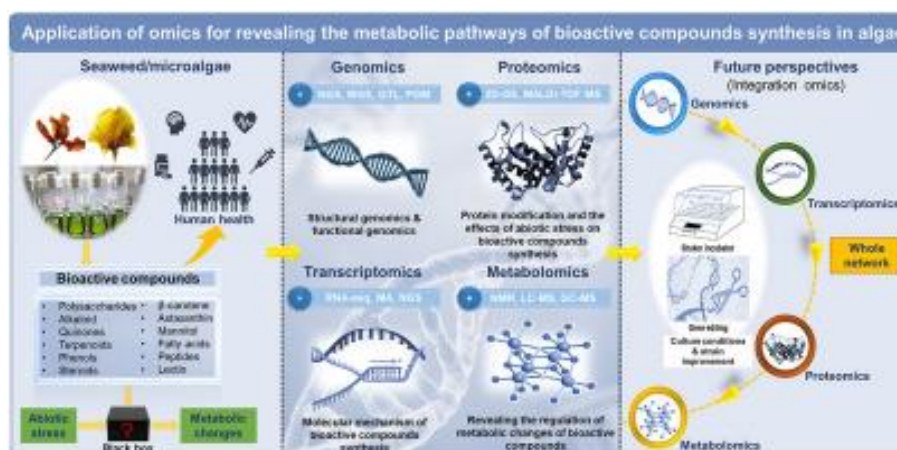 Application of omics for revealing the metabolic pathways of bioactive compounds synthesis in algae
Seaweed/microalgae
Human health
Bioactive compounds
Polysaccharides
Alkaloid
Quinones
Terpenoids
Phenols
Steroids
β-carotene
Astaxanthin
Mannitol
Fatty acids
Peptides
Lectin
Abiotic
stress
Metabolic
changes
?
Black box
Genomics
Structural genomics &
functional genomics
Proteomics
2D-GE, MALDI-TOF MS
Protein modification and the
effects of abiotic stress on
bioactive compounds
synthesis
Transcriptomics
RNA-seq, MA, NGS
Molecular mechanism of
bioactive compounds
synthesis
Metabolomics
NMR, LC-MS, GC-MS
Revealing the regulation of
metabolic changes of bioactive
compounds
Future perspectives
(Integration omics)
Genomics
Transcriptomics
Whole
network
Culture conditions
& strain
improvement
Proteomics
Metabolomics